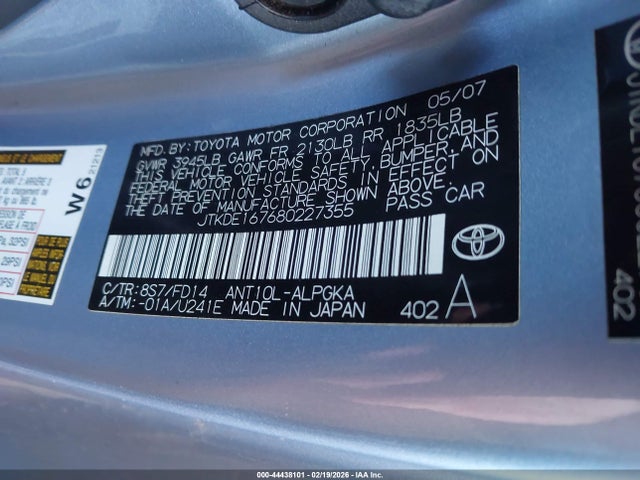 MFD. BY: TOYOTA MOTOR CORPORATION 05/07
GVWR 3945LB GAWR FR 2130LB RR 1835LB
THIS VEHICLE CONFORMS TO ALL APPLICABLE
FEDERAL MOTOR VEHICLE SAFETY, BUMPER, AND
THEFT PREVENTION STANDARDS IN EFFECT ON
THE DATE OF MANUFACTURE SHOWN ABOVE.
JTKDE167680227355 PASS CAR
C/TR: 8S7/FD14 ANT10L-ALPGKA
A/TM: -01A/U241E MADE IN JAPAN 402 A
W6 21213
402
000-44438101 - 02/19/2026 - IAA Inc.